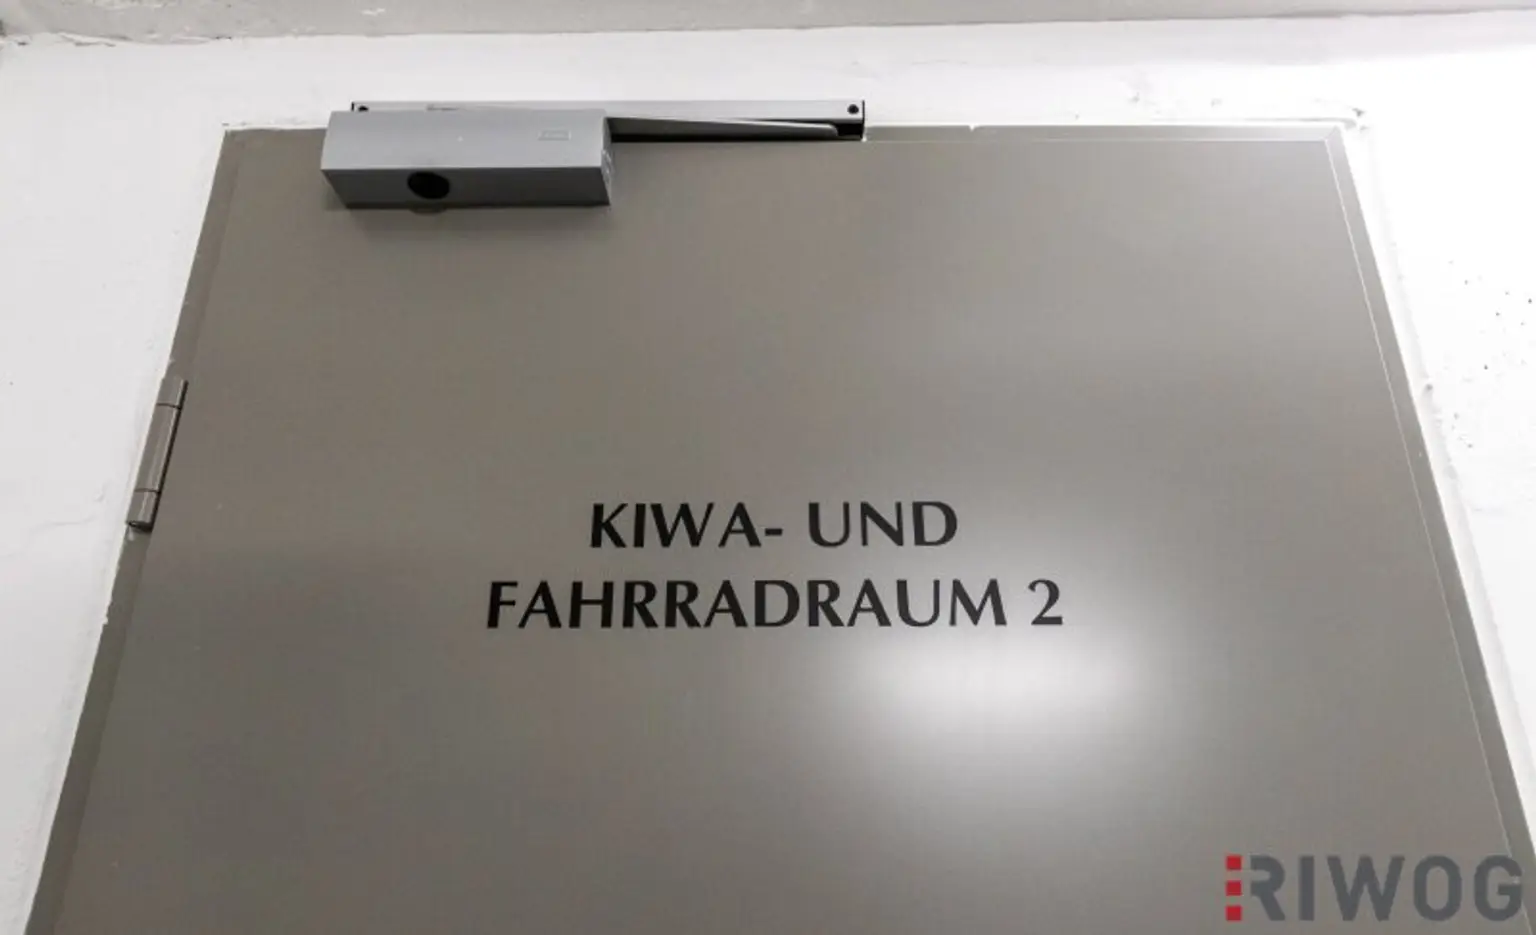 KIWA- UND
FAHRRADRAUM 2
RIWOG